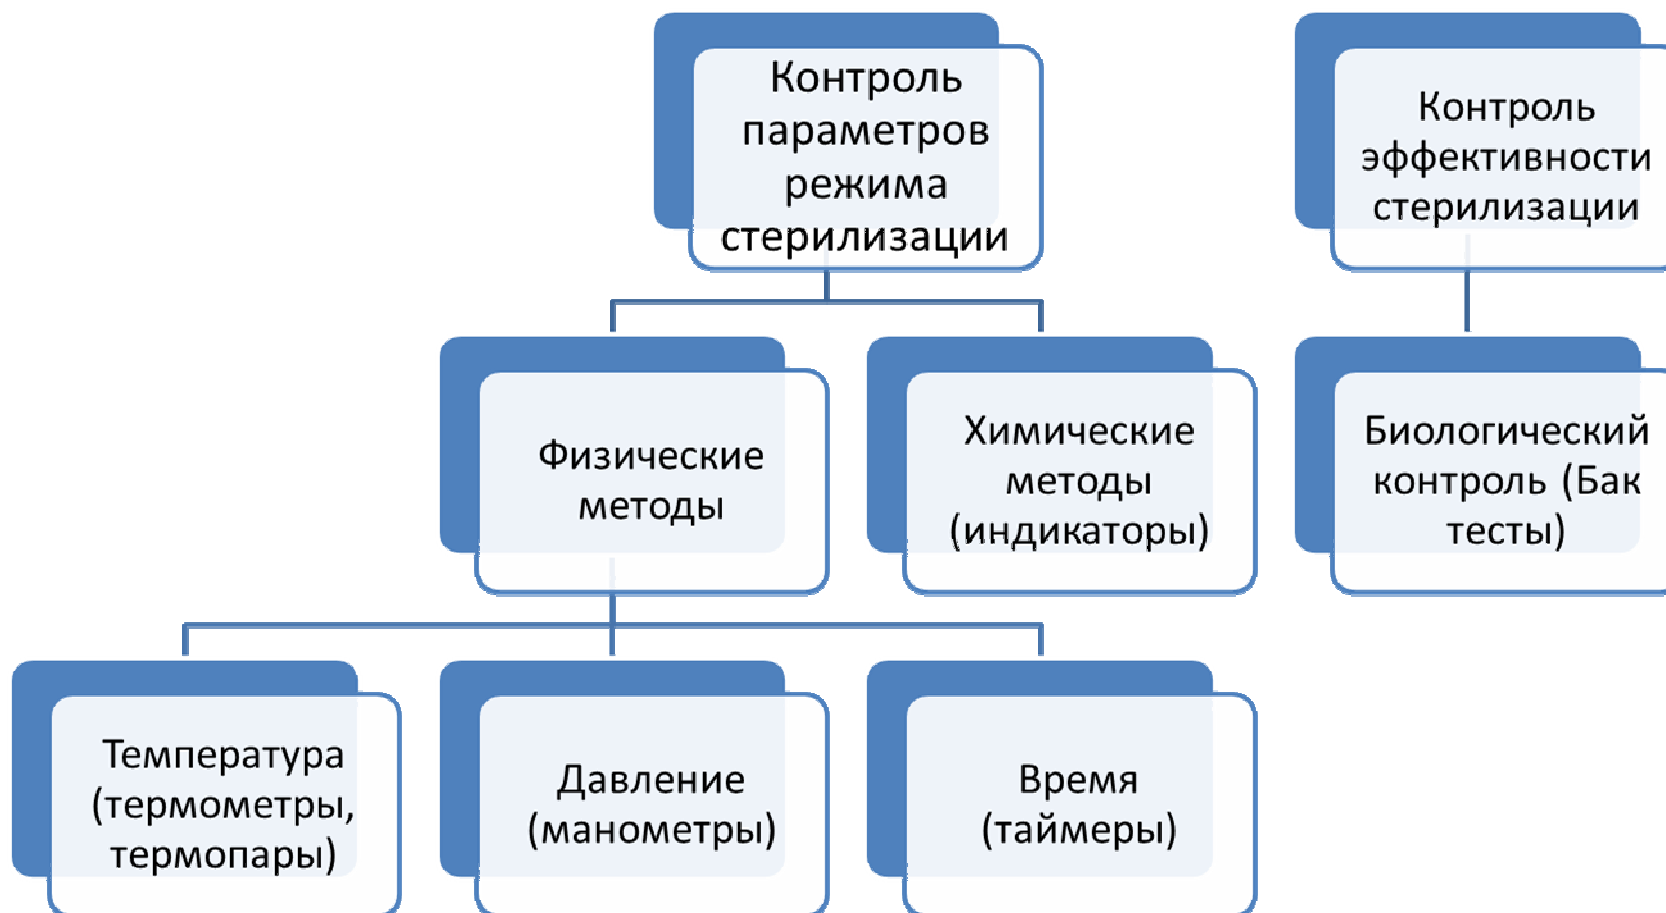 Контроль
параметров
режима
стерилизации
Контроль
эффективности
стерилизации
Физические
методы
Химические
методы
(индикаторы)
Биологический
контроль (Бак
тесты)
Температура
(термометры,
термопары)
Давление
(манометры)
Время
(таймеры)